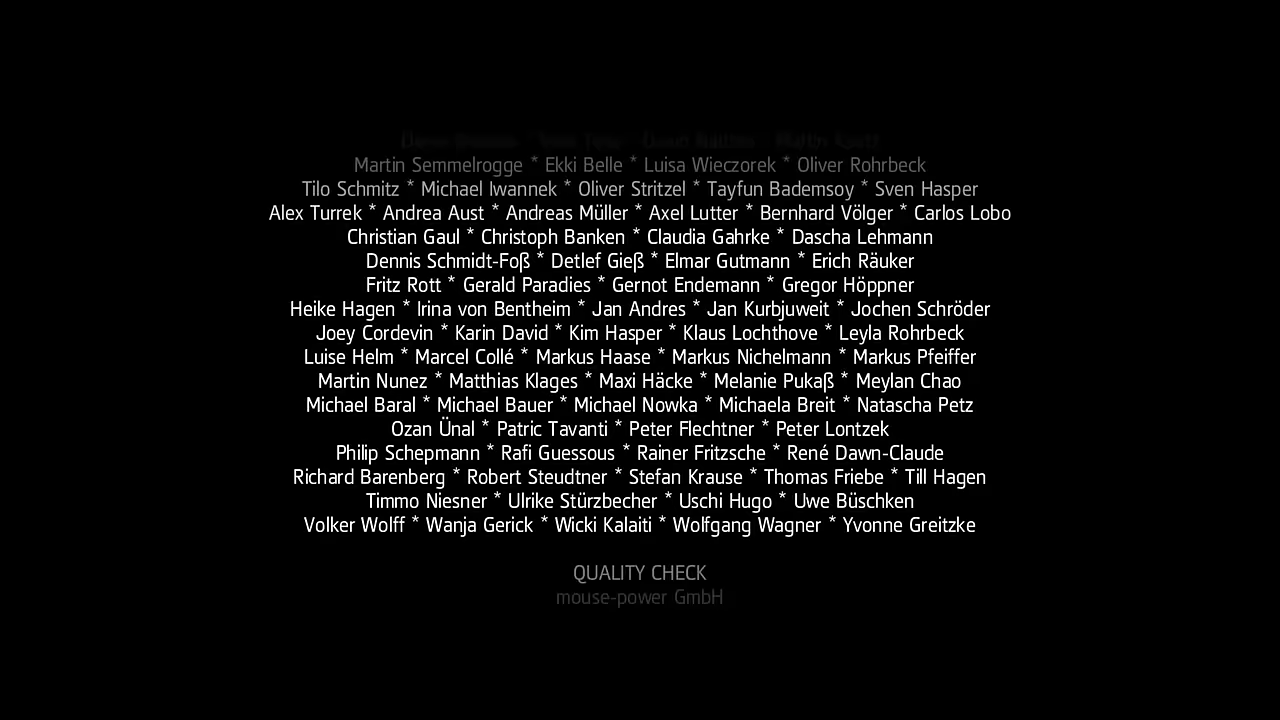 Martin Semmelrogge * Ekki Belle * Luisa Wieczorek * Oliver Rohrbeck
Tilo Schmitz * Michael Iwannek * Oliver Stritzel * Tayfun Bademsoy * Sven Hasper
Alex Turrek * Andrea Aust * Andreas Müller * Axel Lutter * Bernhard Völger * Carlos Lobo
Christian Gaul * Christoph Banken * Claudia Gahrke * Dascha Lehmann
Dennis Schmidt-Foß * Detlef Gieß * Elmar Gutmann * Erich Räuker
Fritz Rott * Gerald Paradies * Gernot Endemann * Gregor Höppner
Heike Hagen * Irina von Bentheim * Jan Andres * Jan Kurbjuweit * Jochen Schröder
Joey Cordevin * Karin David * Kim Hasper * Klaus Lochthove * Leyla Rohrbeck
Luise Helm * Marcel Collé * Markus Haase * Markus Nichelmann * Markus Pfeiffer
Martin Nunez * Matthias Klages * Maxi Häcke * Melanie Pukaß * Meylan Chao
Michael Baral * Michael Bauer * Michael Nowka * Michaela Breit * Natascha Petz
Ozan Ünal * Patric Tavanti * Peter Flechtner * Peter Lontzek
Philip Schepmann * Rafi Guessous * Rainer Fritzsche * René Dawn-Claude
Richard Barenberg * Robert Steudtner * Stefan Krause * Thomas Friebe * Till Hagen
Timmo Niesner * Ulrike Stürzbecher * Uschi Hugo * Uwe Büschken
Volker Wolff * Wanja Gerick * Wicki Kalaiti * Wolfgang Wagner * Yvonne Greitzke
QUALITY CHECK
mouse-power GmbH